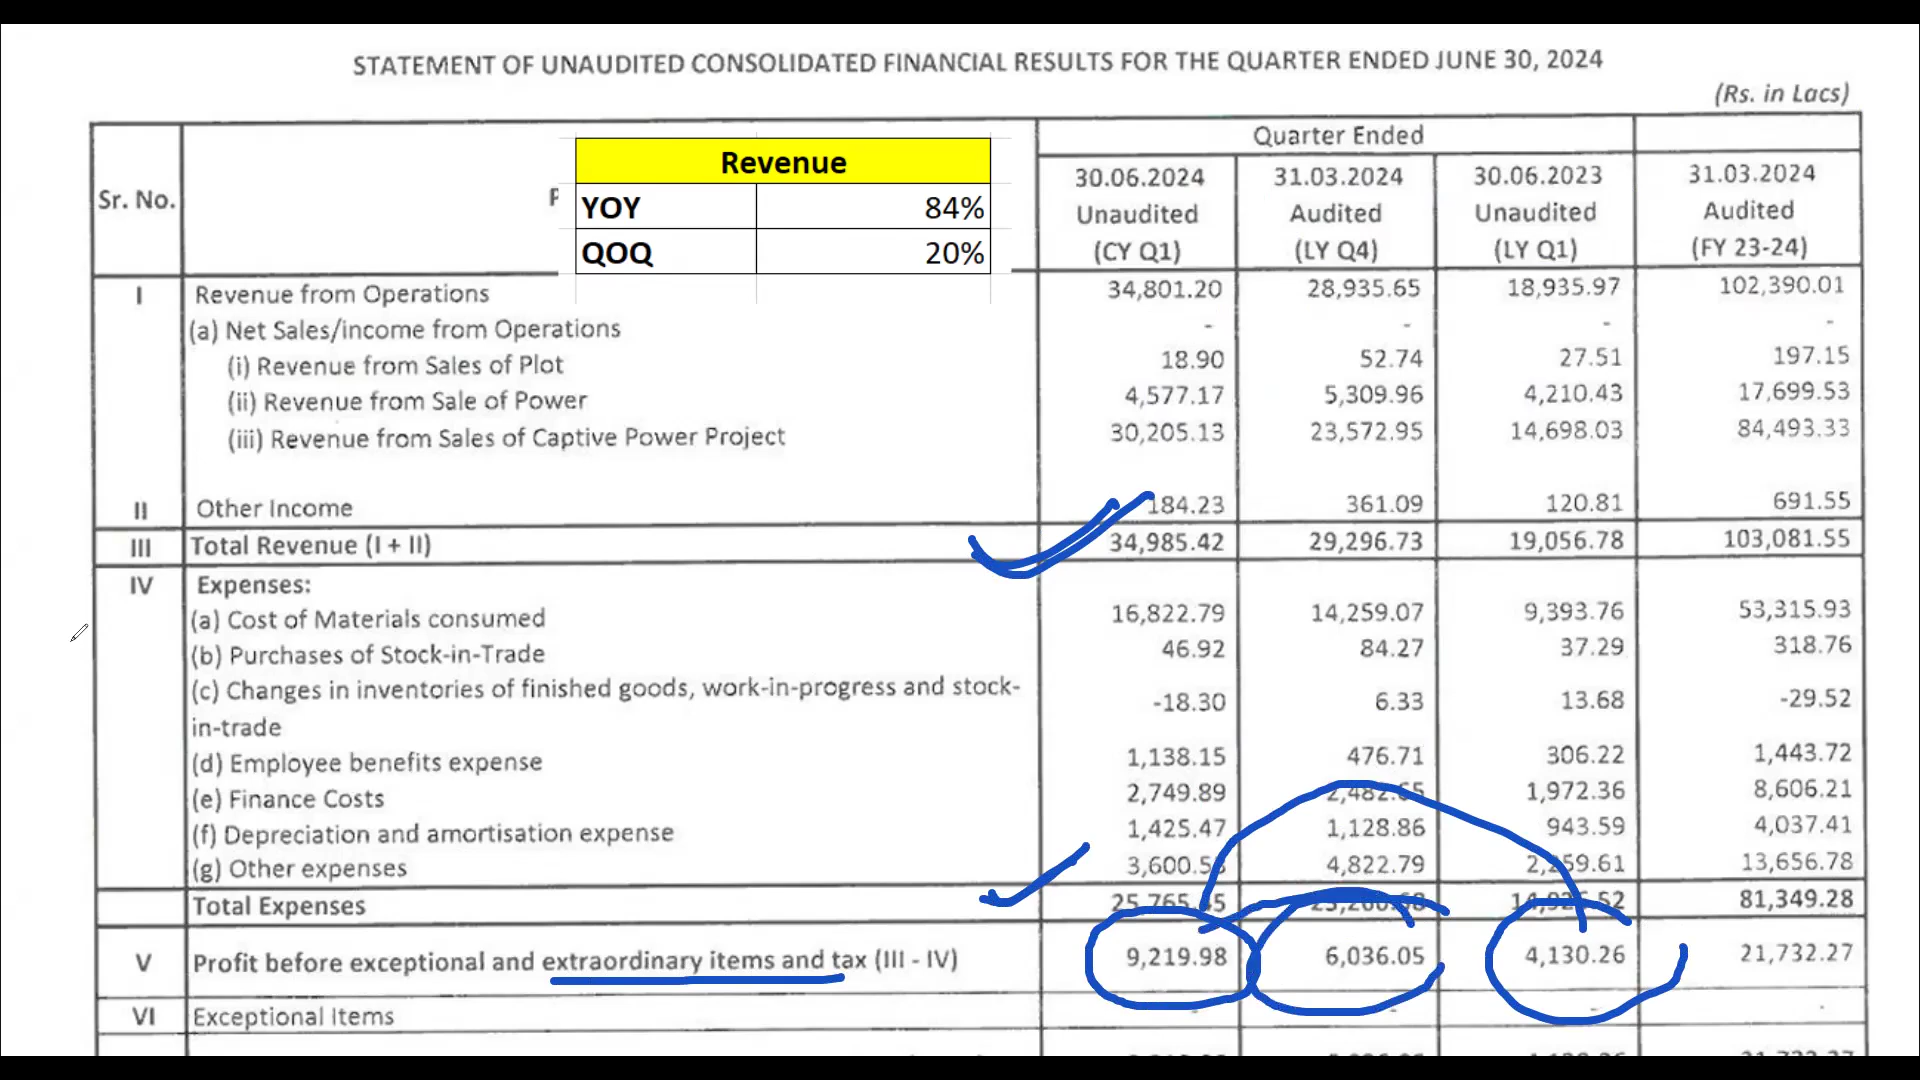 STATEMENT OF UNAUDITED CONSOLIDATED FINANCIAL RESULTS FOR THE QUARTER ENDED JUNE 30, 2024
(Rs. in Lacs)
Sr. No. Quarter Ended
30.06.2024 31.03.2024 30.06.2023 31.03.2024
Unaudited Audited Unaudited Audited
(CY Q1) (LY Q4) (LY Q1) (FY 23-24)
Revenue
YOY 84%
QOQ 20%
I Revenue from Operations 34,801.20 28,935.65 18,935.97 102,390.01
(a) Net Sales/income from Operations - - - -
(i) Revenue from Sales of Plot 18.90 52.74 27.51 197.15
(ii) Revenue from Sale of Power 4,577.17 5,309.96 4,210.43 17,699.53
(iii) Revenue from Sales of Captive Power Project 30,205.13 23,572.95 14,698.03 84,493.33
II Other Income 184.23 361.09 120.81 691.55
III Total Revenue (I + II) 34,985.42 29,296.73 19,056.78 103,081.55
IV Expenses:
(a) Cost of Materials consumed 16,822.79 14,259.07 9,393.76 53,315.93
(b) Purchases of Stock-in-Trade 46.92 84.27 37.29 318.76
(c) Changes in inventories of finished goods, work-in-progress and stock-
in-trade -18.30 6.33 13.68 -29.52
(d) Employee benefits expense 1,138.15 476.71 306.22 1,443.72
(e) Finance Costs 2,749.89 1,972.36 8,606.21
(f) Depreciation and amortisation expense 1,425.47 1,128.86 943.59 4,037.41
(g) Other expenses 4,822.79 13,656.78
Total Expenses 81,349.28
V Profit before exceptional and extraordinary items and tax (III - IV) 9,219.98 6,036.05 4,130.26 21,732.27
VI Exceptional Items - - - -